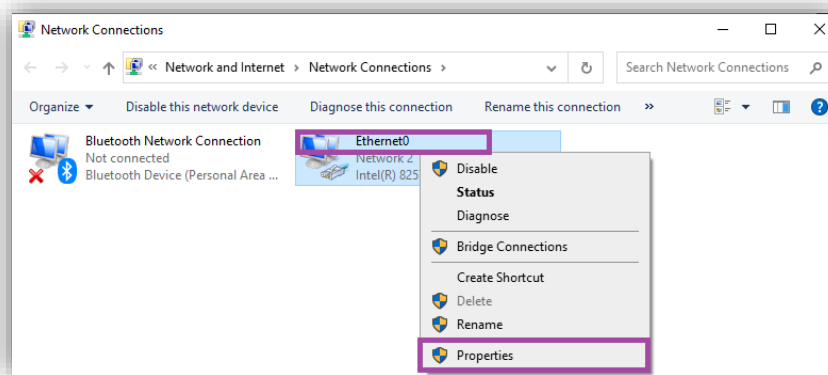 Network Connections
« Network and Internet > Network Connections >
Search Network Connections
Organize Disable this network device Diagnose this connection Rename this connection »
Bluetooth Network Connection
Not connected
Bluetooth Device (Personal Area ...
Ethernet0
Network 2
Intel(R) 825
Disable
Status
Diagnose
Bridge Connections
Create Shortcut
Delete
Rename
Properties